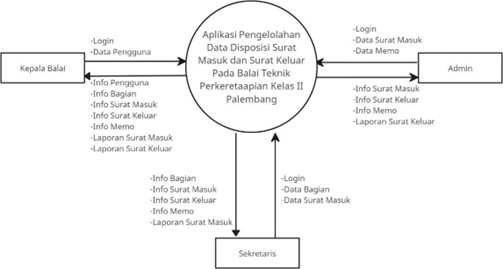 -Login
-Data Pengguna
Kepala Balai
-Info Pengguna
-Info Bagian
-Info Surat Masuk
-Info Surat Keluar
-Info Memo
-Laporan Surat Masuk
-Laporan Surat Keluar
Aplikasi Pengelolahan
Data Disposisi Surat
Masuk dan Surat Keluar
Pada Balai Teknik
Perkeretaapian Kelas II
Palembang
-Login
-Data Surat Masuk
-Data Memo
Admin
-Info Surat Masuk
-Info Surat Keluar
-Info Memo
-Laporan Surat Keluar
-Info Bagian
-Info Surat Masuk
-Info Surat Keluar
-Info Memo
-Laporan Surat Masuk
-Login
-Data Bagian
-Data Surat Masuk
Sekretaris